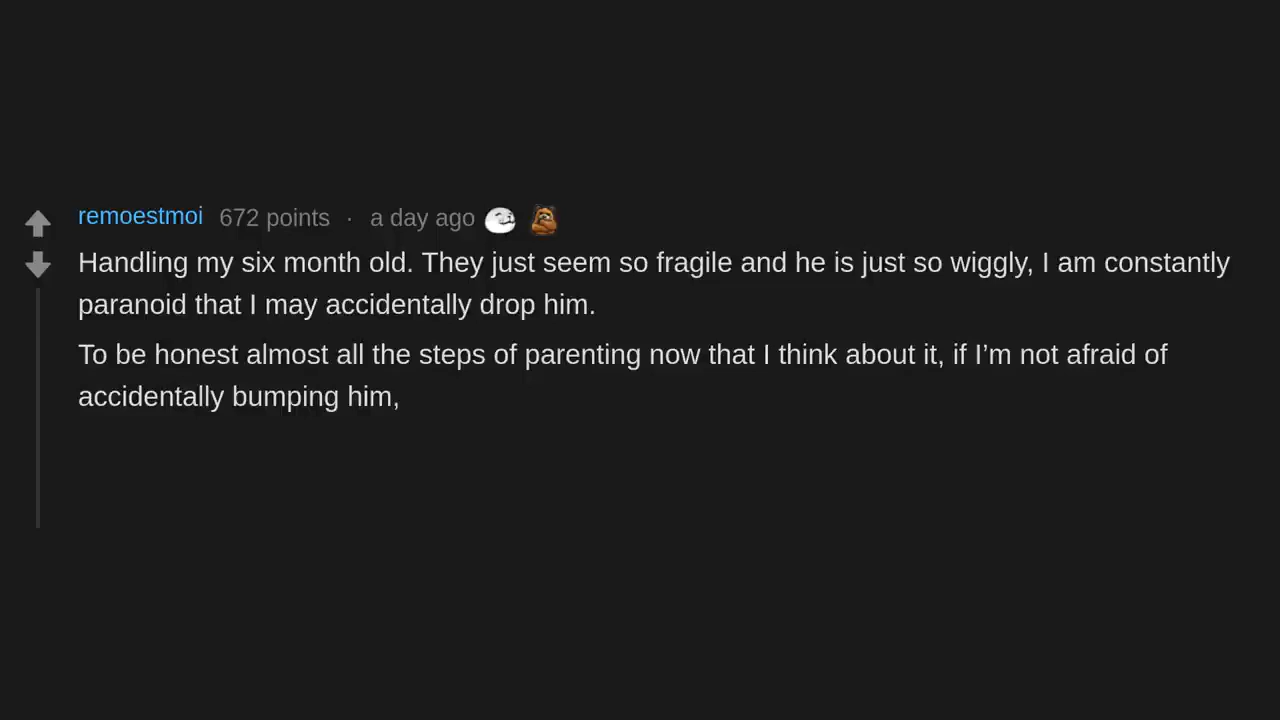 remoestmoi 672 points · a day ago
Handling my six month old. They just seem so fragile and he is just so wiggly, I am constantly
paranoid that I may accidentally drop him.
To be honest almost all the steps of parenting now that I think about it, if I’m not afraid of
accidentally bumping him,